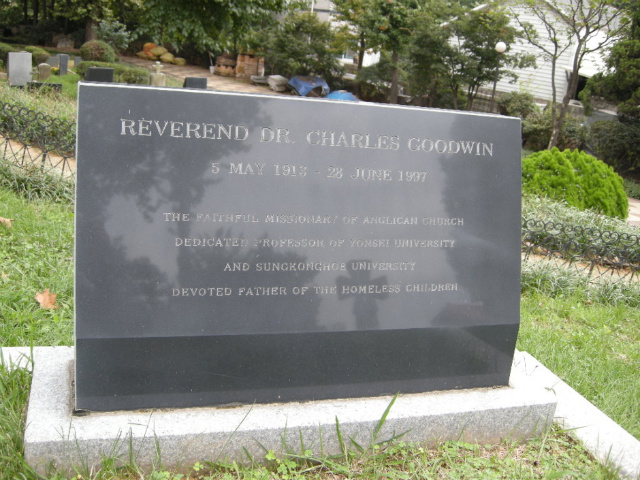 REVEREND DR. CHARLES GOODWIN
5 MAY 1913 - 28 JUNE 1997
THE FAITHFUL MISSIONARY OF ANGLICAN CHURCH
DEDICATED PROFESSOR OF YONSEI UNIVERSITY
AND SUNGKONGHOE UNIVERSITY
DEVOTED FATHER OF THE HOMELESS CHILDREN